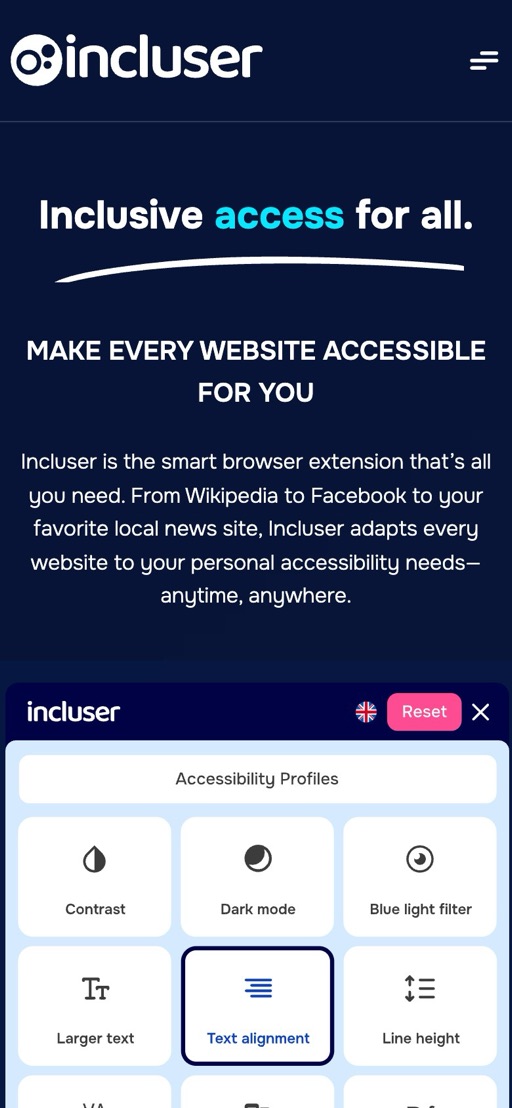 incluser
Inclusive access for all.
MAKE EVERY WEBSITE ACCESSIBLE
FOR YOU
Incluser is the smart browser extension that’s all
you need. From Wikipedia to Facebook to your
favorite local news site, Incluser adapts every
website to your personal accessibility needs—
anytime, anywhere.
incluser
Reset
Accessibility Profiles
Contrast
Dark mode
Blue light filter
Tт
Larger text
Text alignment
Line height